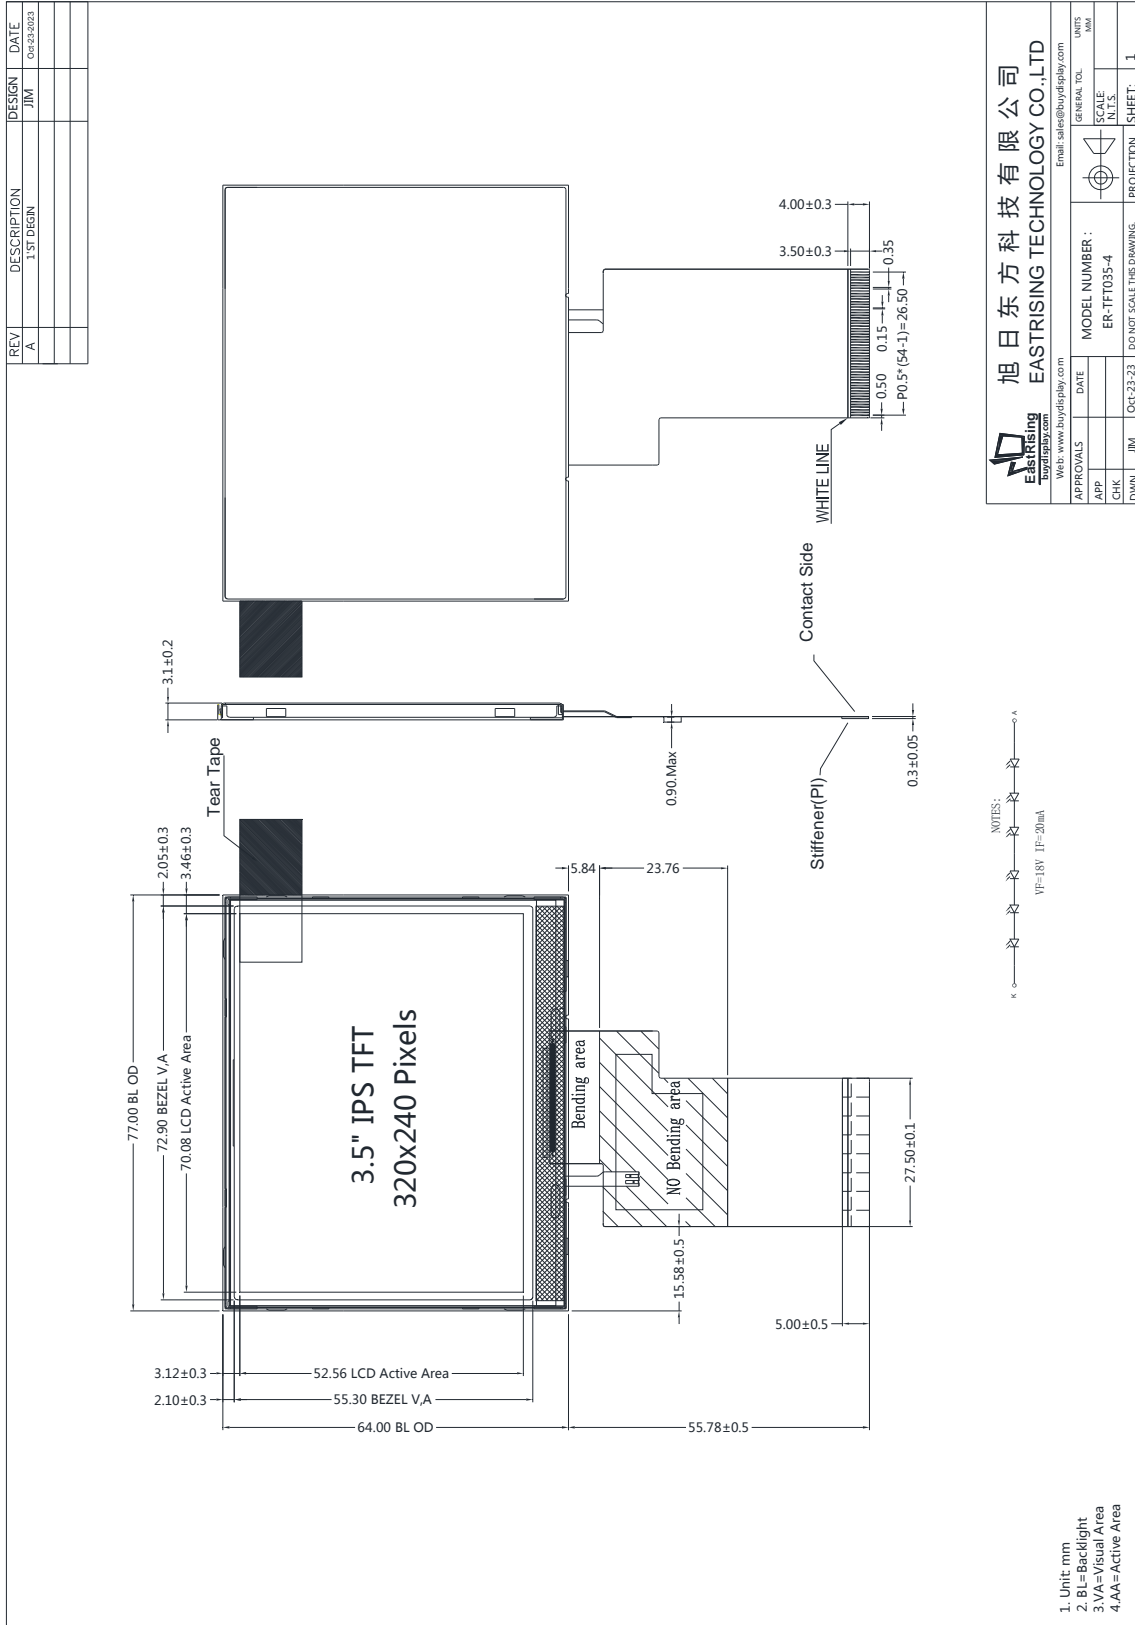 REV DESCRIPTION DESIGN DATE
A 1'ST DEGIN JIM Oct-23-2023
4.00±0.3
3.50±0.3
0.35
0.15
0.50
P0.5*(54-1)=26.50
WHITE LINE
3.1±0.2
Tear Tape
0.90.Max
Contact Side
Stiffener(PI)
0.3±0.05
2.05±0.3
3.46±0.3
77.00 BL OD
72.90 BEZEL V,A
70.08 LCD Active Area
3.5" IPS TFT
320x240 Pixels
5.84
23.76
Bending area
NO Bending area
15.58±0.5
27.50±0.1
5.00±0.5
3.12±0.3
52.56 LCD Active Area
2.10±0.3
55.30 BEZEL V,A
64.00 BL OD
55.78±0.5
NOTES:
K
A
VF=18V IF=20mA
1. Unit: mm
2. BL=Backlight
3.VA=Visual Area
4.AA=Active Area
EastRising
buydisplay.com
旭日东方科技有限公司
EASTRISING TECHNOLOGY CO.,LTD
Web: www.buydisplay.com Email: sales@buydisplay.com
APPROVALS DATE
APP
CHK
DWN JIM Oct-23-23
MODEL NUMBER :
ER-TFT035-4
DO NOT SCALE THIS DRAWING.
GENERAL TOL.
UNITS
MM
SCALE:
N.T.S.
PROJECTION
SHEET: 1